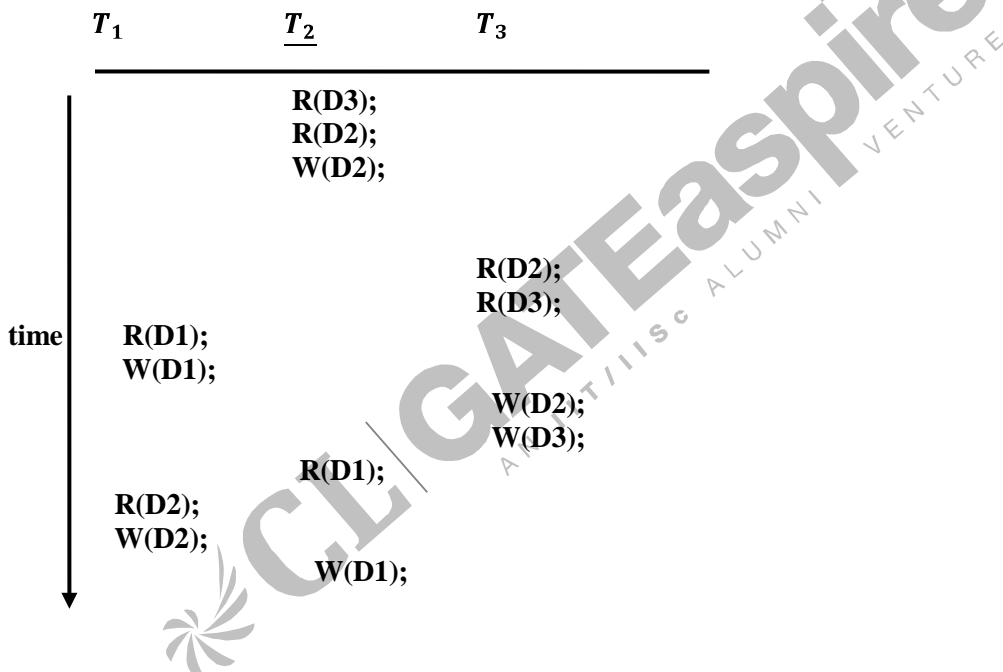 T₁ T₂ T₃
R(D3);
R(D2);
W(D2);
R(D2);
R(D3);
time R(D1);
W(D1);
W(D2);
W(D3);
R(D1);
R(D2);
W(D2);
W(D1);
CL GATEaspire
AN IIT/IISc ALUMNI VENTURE